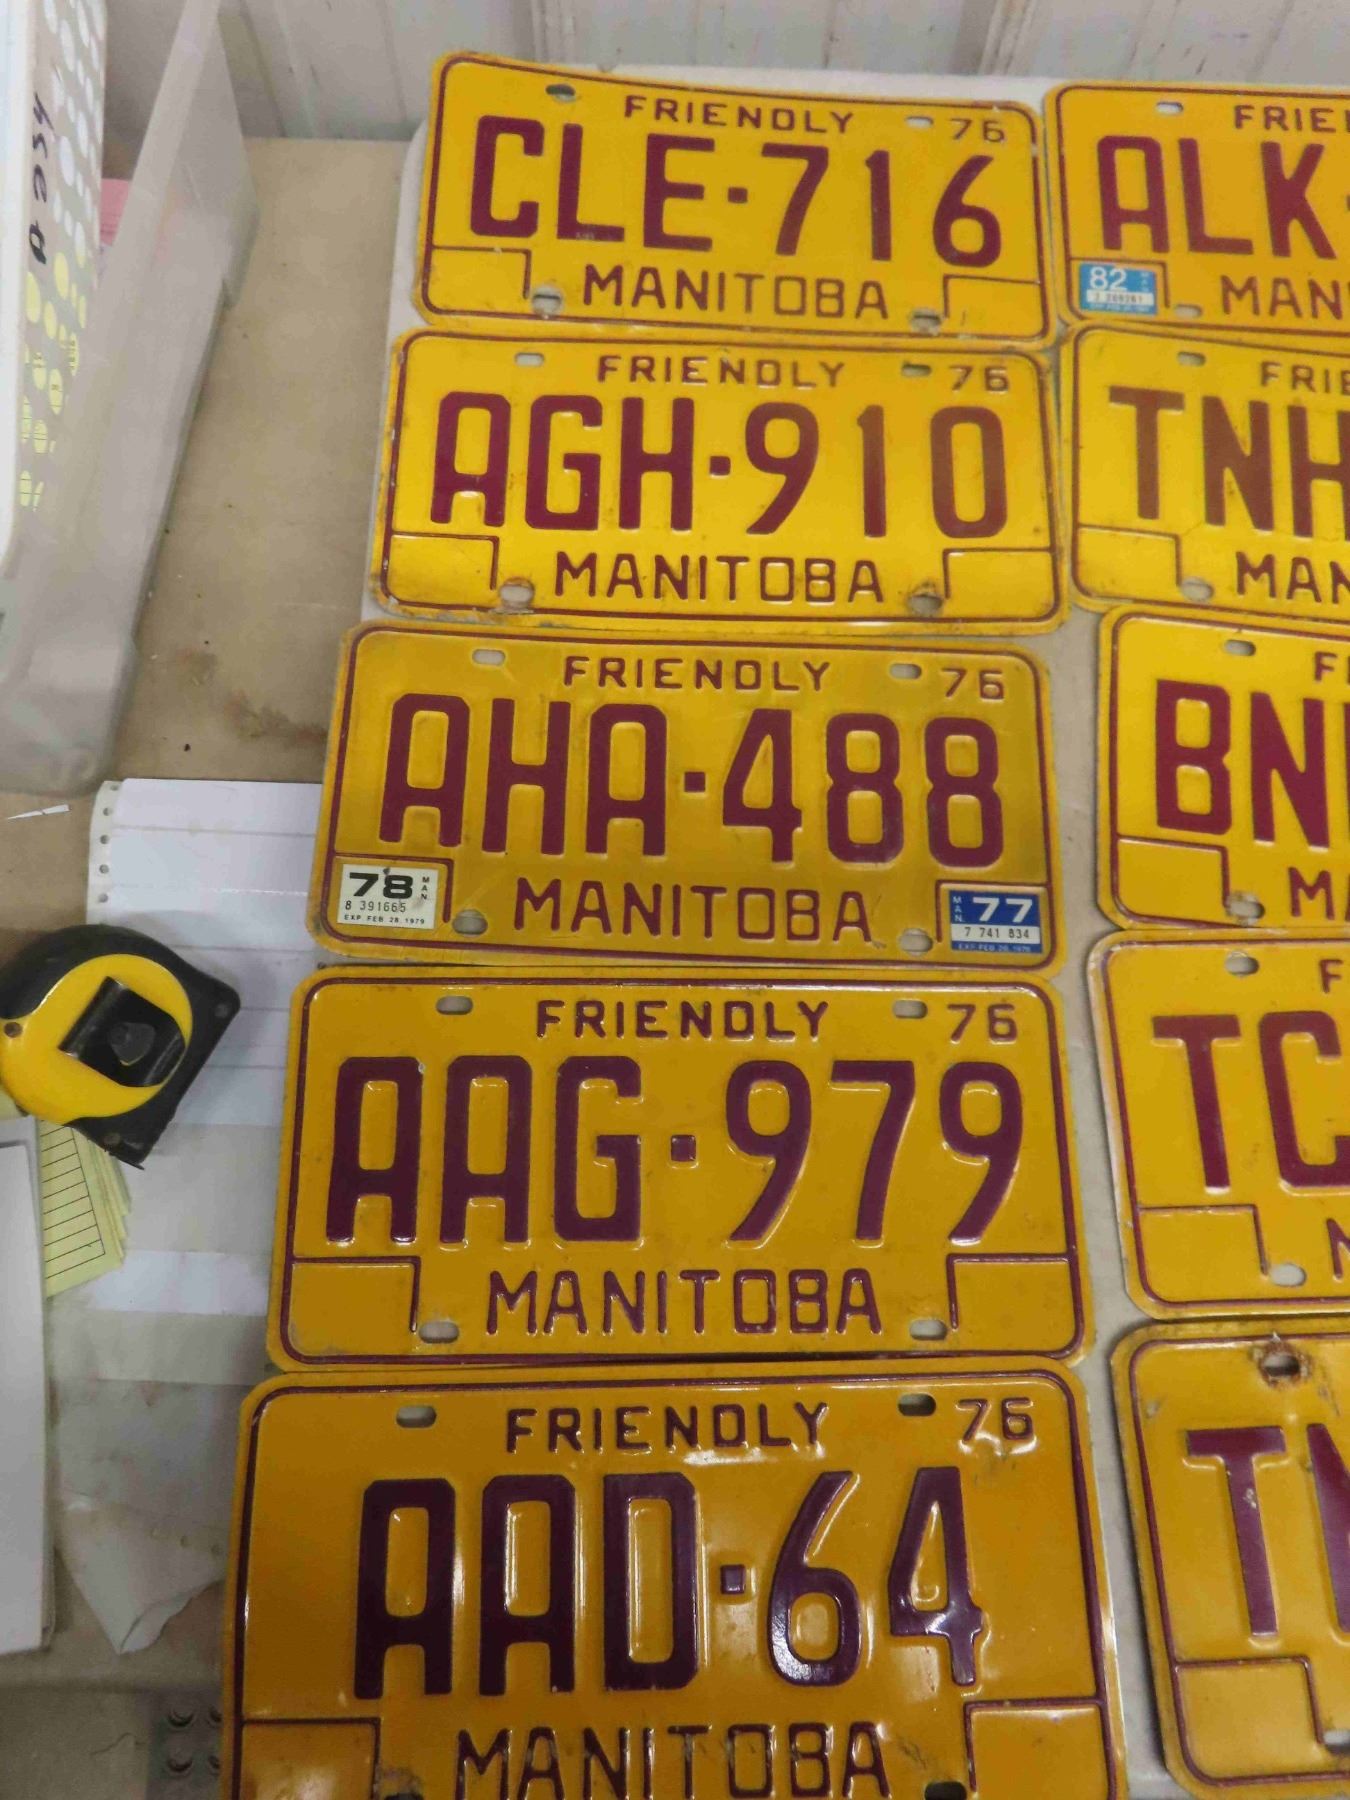 FRIENDLY 76
CLE·716
MANITOBA
FRIENDLY 76
AGH·910
MANITOBA
FRIENDLY 76
AHA·488
MANITOBA
78 MAN
8 391665
EXP FEB 28, 1979
MAN 77
7 741 834
FRIENDLY 76
AAG·979
MANITOBA
FRIENDLY 76
AAD·64
MANITOBA
FRIE
ALK
MANI
82
FRIE
TNH
MAN
F
BN
MA
F
TC
T